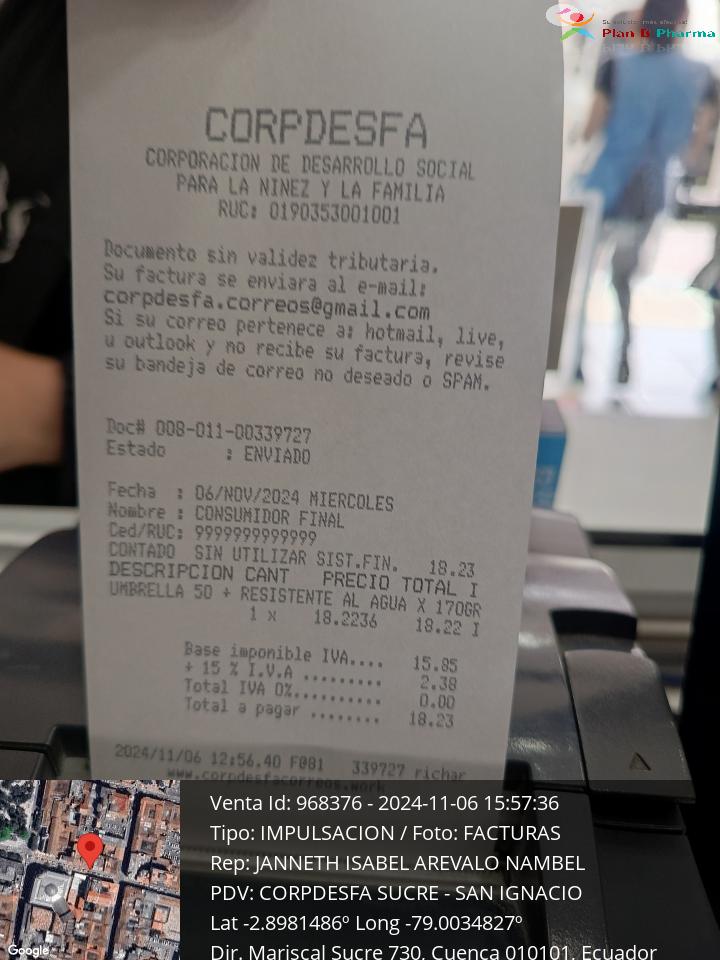 Su solución más efectiva!
Plan B Pharma
CORPDESFA
CORPORACION DE DESARROLLO SOCIAL
PARA LA NINEZ Y LA FAMILIA
RUC: 0190353001001
Documento sin validez tributaria.
Su factura se enviara al e-mail:
corpdesfa.correos@gmail.com
Si su correo pertenece a: hotmail, live,
u outlook y no recibe su factura, revise
su bandeja de correo no deseado o SPAM.
Doc# 008-011-00339727
Estado : ENVIADO
Fecha : 06/NOV/2024 MIERCOLES
Nombre : CONSUMIDOR FINAL
Ced/RUC: 9999999999999
CONTADO SIN UTILIZAR SIST.FIN. 18.23
DESCRIPCION CANT PRECIO TOTAL I
UMBRELLA 50 + RESISTENTE AL AGUA X 170GR
1 x 18.2236 18.22 I
Base imponible IVA.... 15.85
+ 15 % I.V.A ......... 2.38
Total IVA 0%.......... 0.00
Total a pagar ........ 18.23
2024/11/06 12:56.40 F081 339727 richar
www.corpdesfacorreos.work
Venta Id: 968376 - 2024-11-06 15:57:36
Tipo: IMPULSACION / Foto: FACTURAS
Rep: JANNETH ISABEL AREVALO NAMBEL
PDV: CORPDESFA SUCRE - SAN IGNACIO
Lat -2.8981486º Long -79.0034827º
Dir. Mariscal Sucre 730, Cuenca 010101, Ecuador
Google